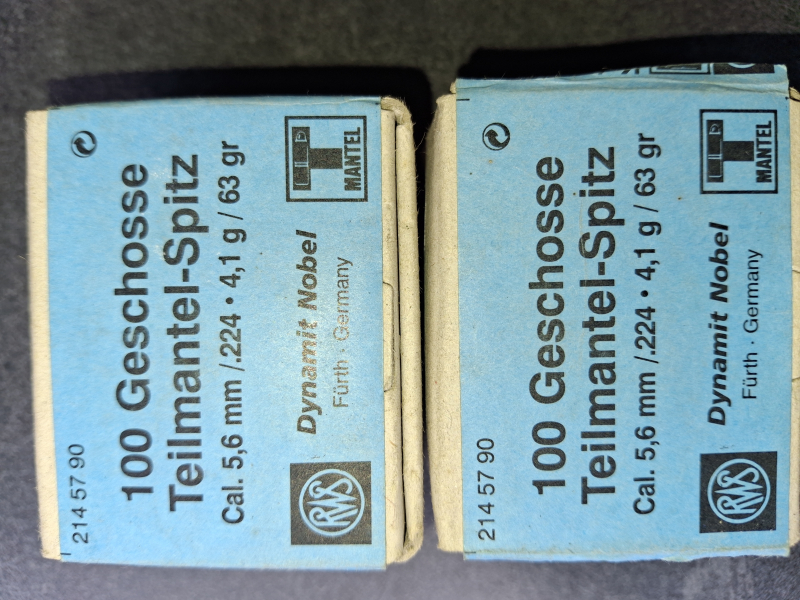 214 57 90
100 Geschosse
Teilmantel-Spitz
Cal. 5,6 mm /.224 • 4,1 g / 63 gr
RWS
Dynamit Nobel
Fürth · Germany
T
MANTEL
214 57 90
100 Geschosse
Teilmantel-Spitz
Cal. 5,6 mm /.224 • 4,1 g / 63 gr
RWS
Dynamit Nobel
Fürth · Germany
T
MANTEL